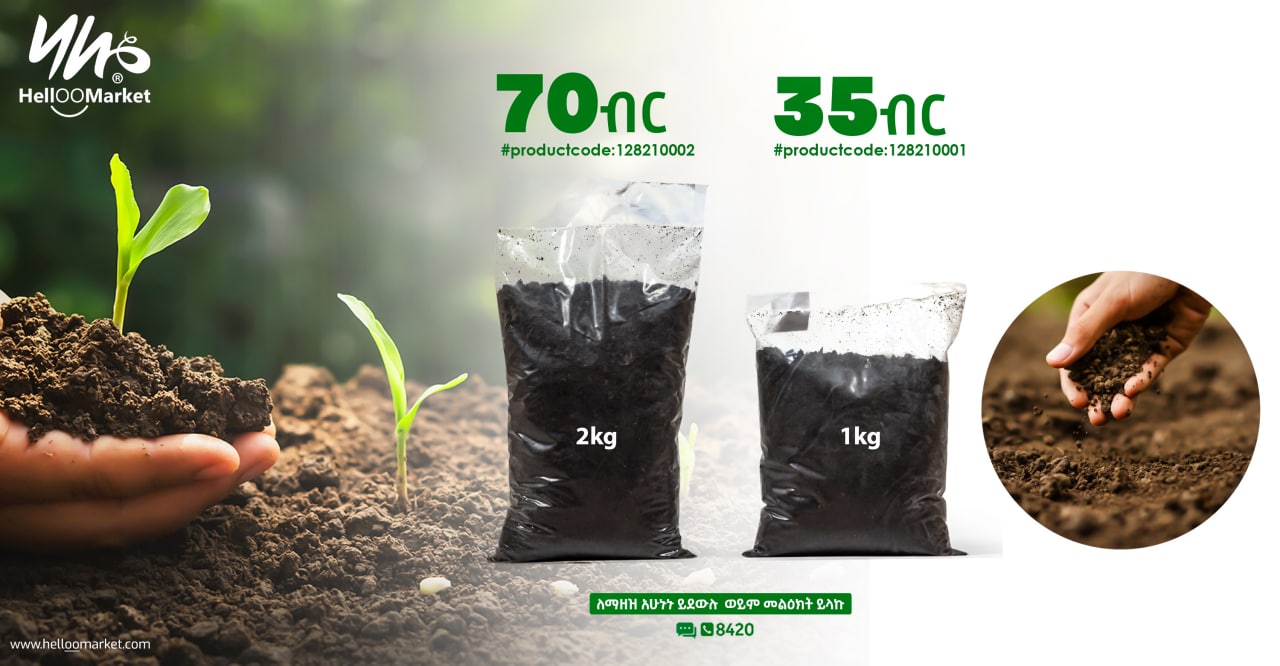 ሃሎ®
HellOOMarket
70ብር
#productcode:128210002
35ብር
#productcode:128210001
2kg
1kg
ለማዘዝ አሁኑኑ ይደውሉ ወይም መልዕክት ይላኩ
8420
www.helloomarket.com